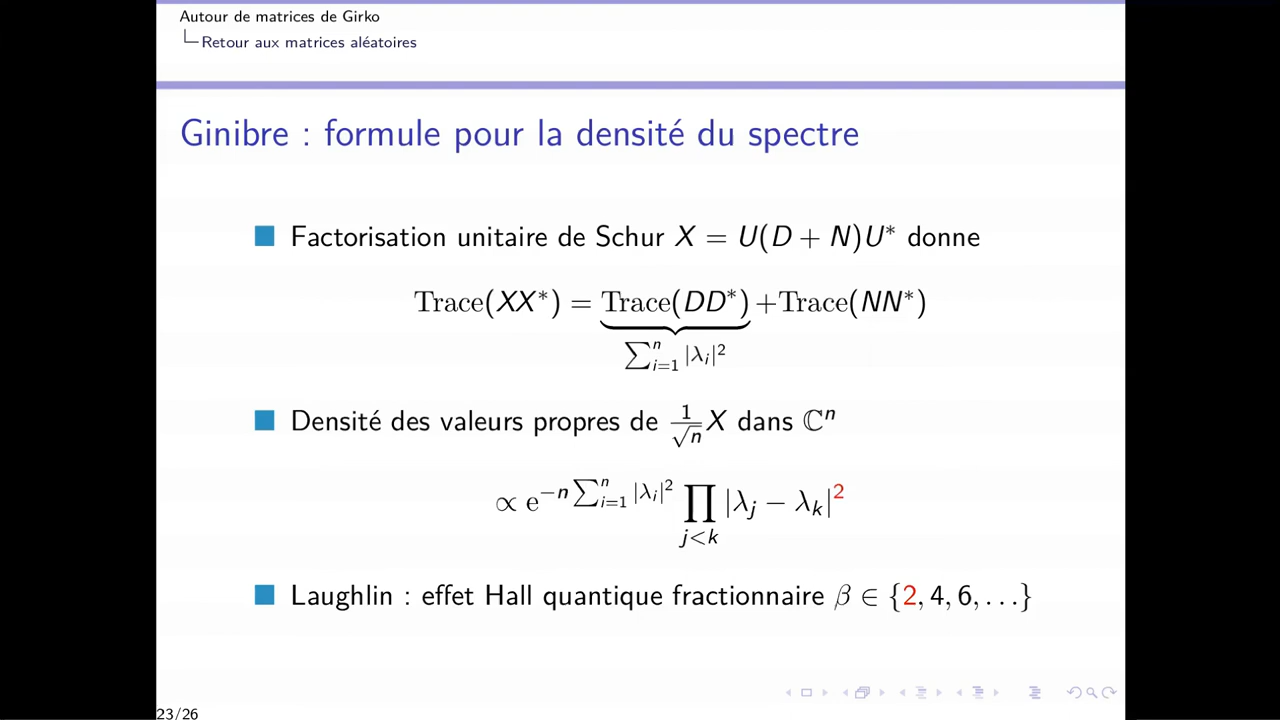 Autour de matrices de Girko
Retour aux matrices aléatoires
Ginibre : formule pour la densité du spectre
Factorisation unitaire de Schur X = U(D + N)U* donne
Trace(XX*) = Trace(DD*) + Trace(NN*)
∑ⁿᵢ₌₁ |λᵢ|²
Densité des valeurs propres de 1/√n X dans ℂⁿ
∝ e^{−n ∑ⁿᵢ₌₁ |λᵢ|²} ∏_{j<k} |λⱼ − λₖ|²
Laughlin : effet Hall quantique fractionnaire β ∈ {2, 4, 6, . . .}
23/26